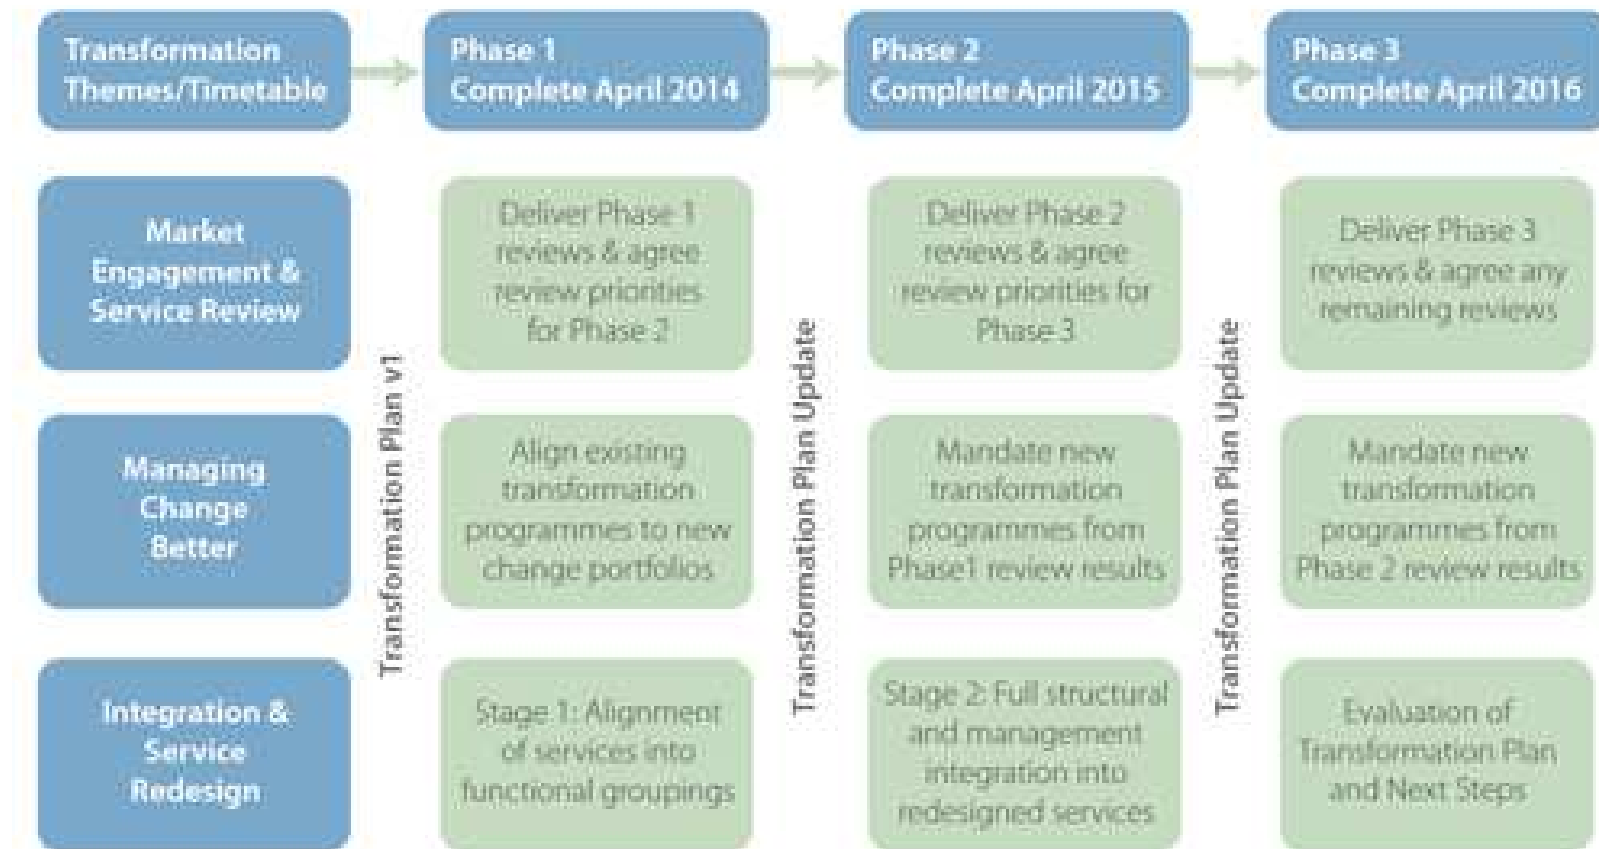 Transformation
Themes/Timetable
Phase 1
Complete April 2014
Phase 2
Complete April 2015
Phase 3
Complete April 2016
Market
Engagement &
Service Review
Transformation Plan v1
Deliver Phase 1
reviews & agree
review priorities
for Phase 2
Transformation Plan Update
Deliver Phase 2
reviews & agree
review priorities for
Phase 3
Transformation Plan Update
Deliver Phase 3
reviews & agree any
remaining reviews
Managing
Change
Better
Align existing
transformation
programmes to new
change portfolios
Mandate new
transformation
programmes from
Phase1 review results
Mandate new
transformation
programmes from
Phase 2 review results
Integration &
Service
Redesign
Stage 1: Alignment
of services into
functional groupings
Stage 2: Full structural
and management
integration into
redesigned services
Evaluation of
Transformation Plan
and Next Steps